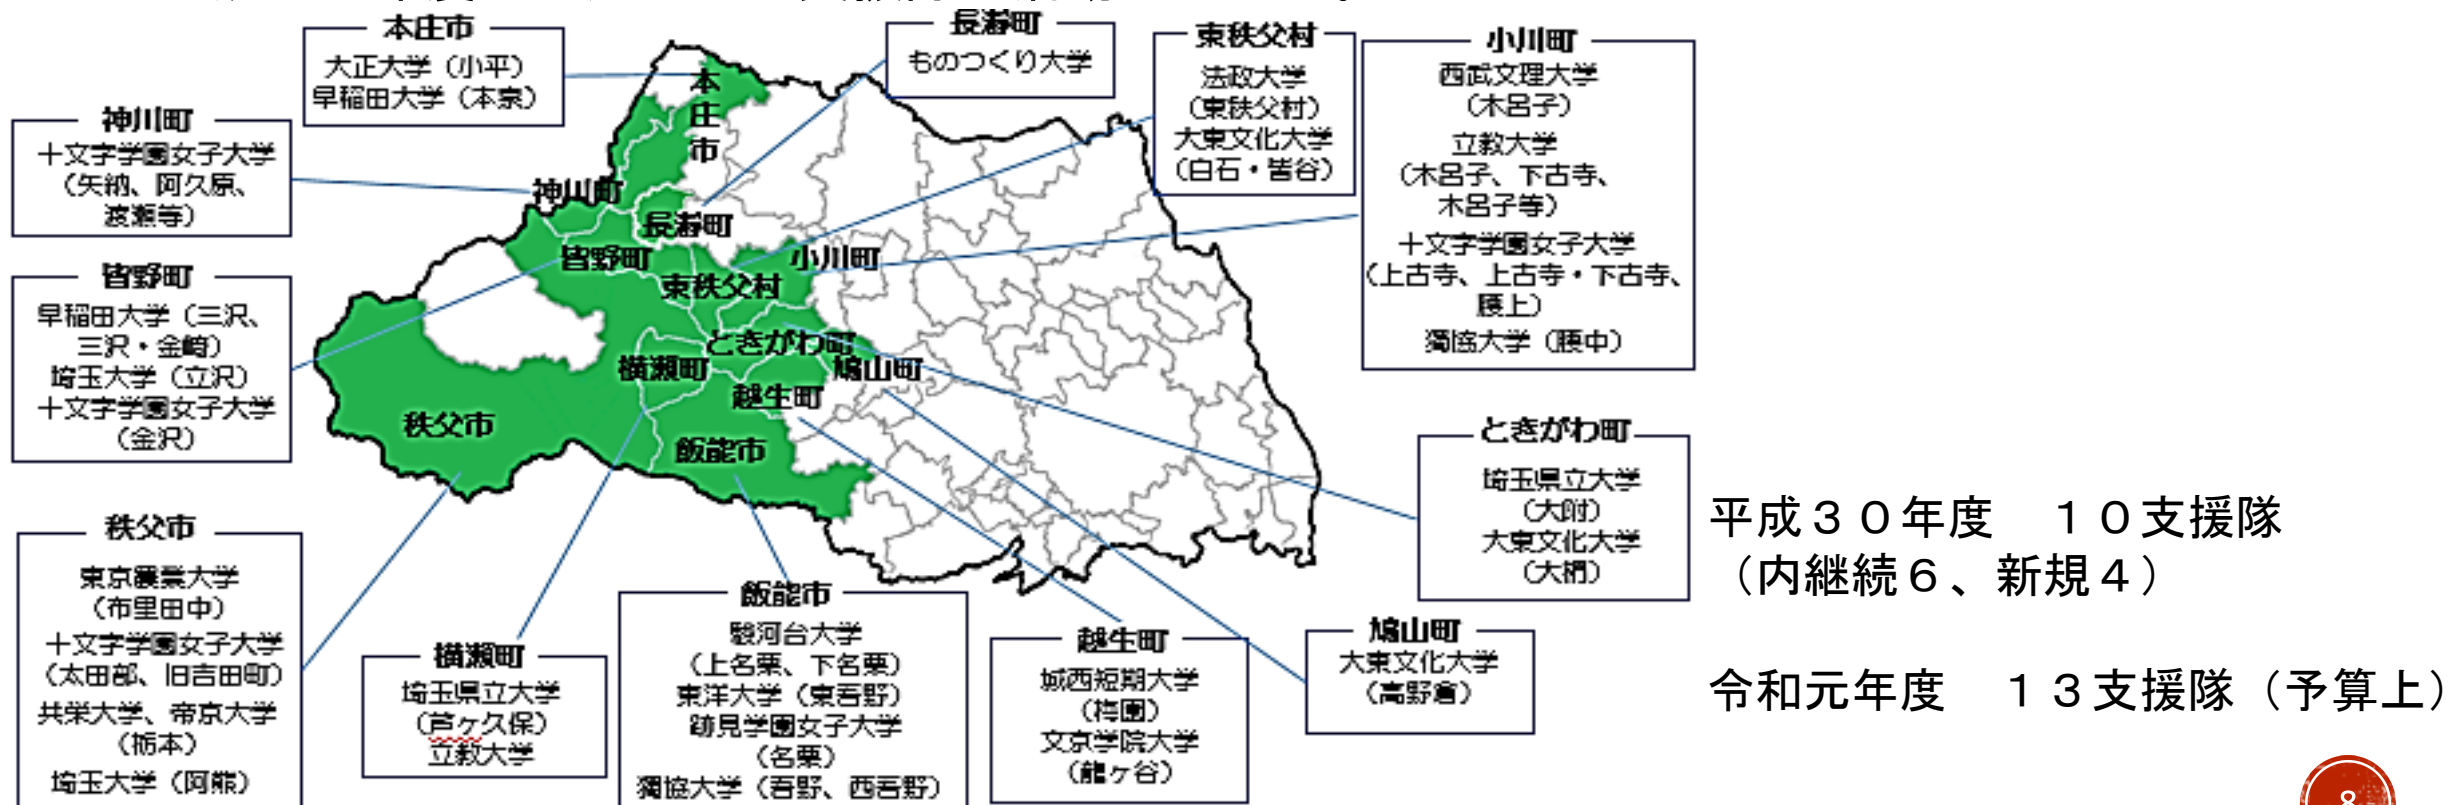 本庄市
大正大学（小平）
早稲田大学（本泉）
長瀞町
ものつくり大学
東秩父村
法政大学
（東秩父村）
大東文化大学
（白石・皆谷）
小川町
西武文理大学
（木呂子）
立教大学
（木呂子、下古寺、
木呂子等）
十文字学園女子大学
（上古寺、上古寺・下古寺、
腰上）
獨協大学（腰中）
神川町
十文字学園女子大学
（矢納、阿久原、
渡瀬等）
皆野町
早稲田大学（三沢、
三沢・金崎）
埼玉大学（立沢）
十文字学園女子大学
（金沢）
本庄市
神川町
長瀞町
皆野町
小川町
東秩父村
ときがわ町
横瀬町
鳩山町
越生町
秩父市
飯能市
ときがわ町
埼玉県立大学
（大附）
大東文化大学
（大椚）
秩父市
東京農業大学
（布里田中）
十文字学園女子大学
（太田部、旧吉田町）
共栄大学、帝京大学
（栃本）
埼玉大学（阿熊）
横瀬町
埼玉県立大学
（芦ヶ久保）
立教大学
飯能市
駿河台大学
（上名栗、下名栗）
東洋大学（東吾野）
跡見学園女子大学
（名栗）
獨協大学（吾野、西吾野）
越生町
城西短期大学
（梅園）
文京学院大学
（龍ヶ谷）
鳩山町
大東文化大学
（高野倉）
平成３０年度　１０支援隊
（内継続６、新規４）
令和元年度　１３支援隊（予算上）
8